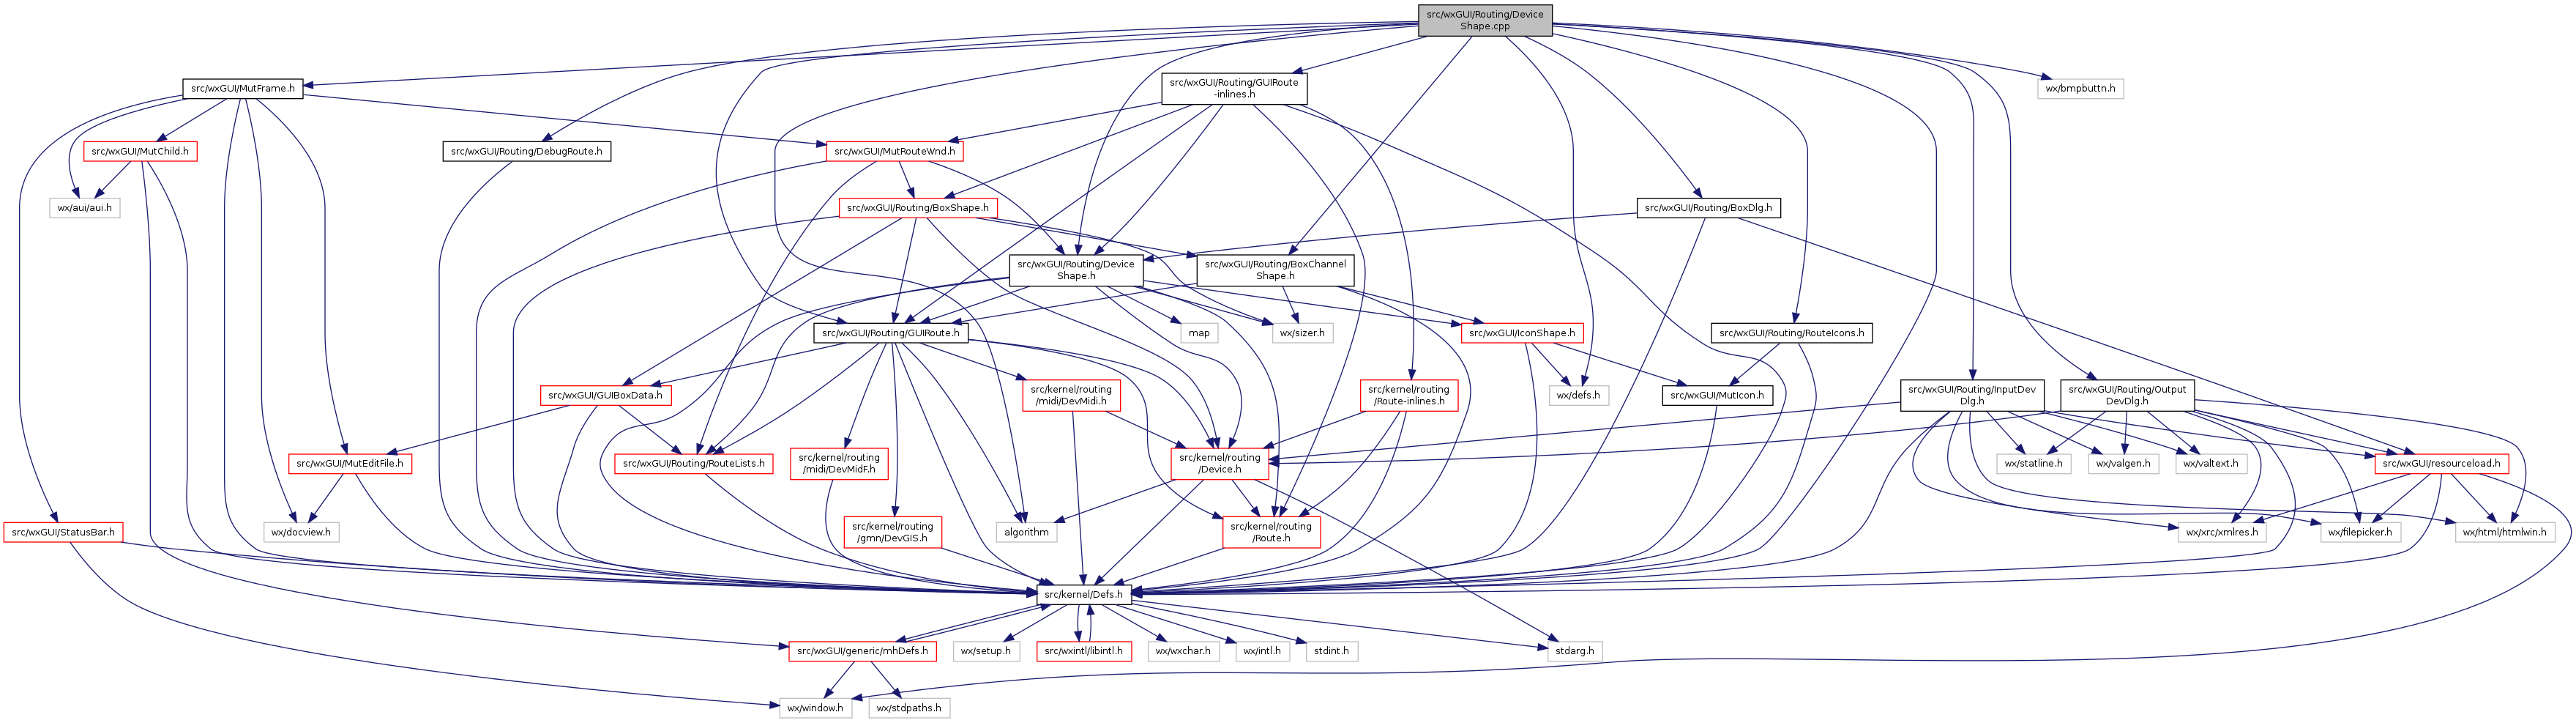 src/wxGUI/Routing/Device
Shape.cpp
src/wxGUI/MutFrame.h
src/wxGUI/Routing/GUIRoute
-inlines.h
wx/bmpbuttn.h
src/wxGUI/MutChild.h
src/wxGUI/Routing/DebugRoute.h
src/wxGUI/MutRouteWnd.h
wx/aui/aui.h
src/wxGUI/Routing/BoxShape.h
src/wxGUI/Routing/BoxDlg.h
src/wxGUI/Routing/Device
Shape.h
src/wxGUI/Routing/BoxChannel
Shape.h
src/wxGUI/Routing/GUIRoute.h
map
wx/sizer.h
src/wxGUI/IconShape.h
src/wxGUI/Routing/RouteIcons.h
src/wxGUI/GUIBoxData.h
src/kernel/routing
/midi/DevMidi.h
src/kernel/routing
/Route-inlines.h
wx/defs.h
src/wxGUI/MutIcon.h
src/wxGUI/Routing/InputDev
Dlg.h
src/wxGUI/Routing/Output
DevDlg.h
src/wxGUI/MutEditFile.h
src/wxGUI/Routing/RouteLists.h
src/kernel/routing
/midi/DevMidF.h
src/kernel/routing
/Device.h
wx/statline.h
wx/valgen.h
wx/valtext.h
src/wxGUI/resourceload.h
src/wxGUI/StatusBar.h
wx/docview.h
src/kernel/routing
/gmn/DevGIS.h
algorithm
src/kernel/routing
/Route.h
wx/xrc/xmlres.h
wx/filepicker.h
wx/html/htmlwin.h
src/kernel/Defs.h
src/wxGUI/generic/mhDefs.h
wx/setup.h
src/wxintl/libintl.h
wx/wxchar.h
wx/intl.h
stdint.h
stdarg.h
wx/window.h
wx/stdpaths.h